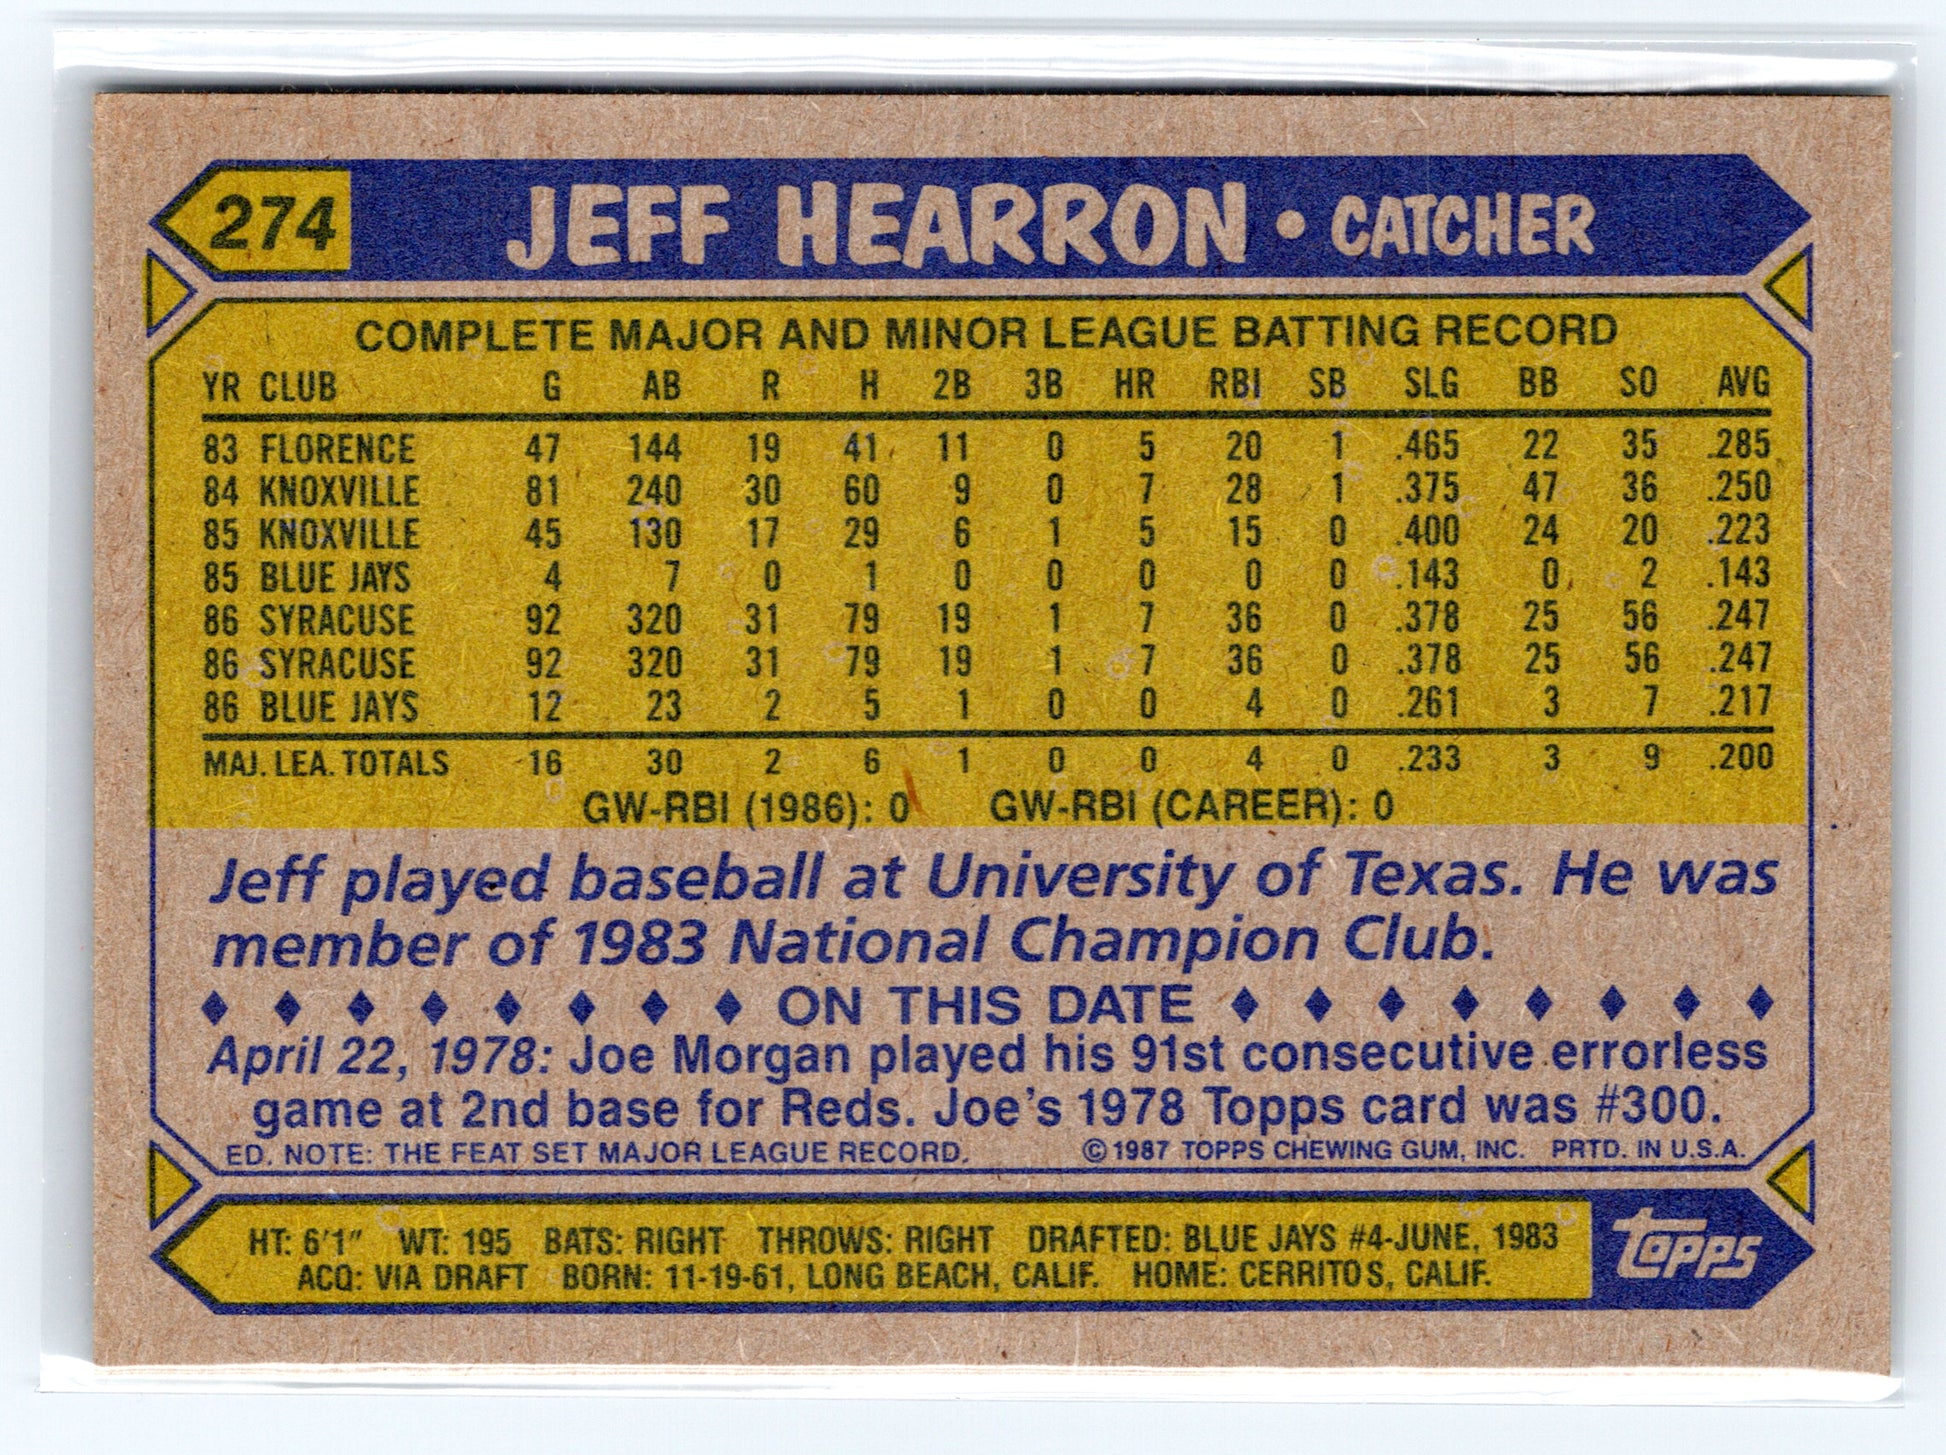 274 JEFF HEARRON • CATCHER
COMPLETE MAJOR AND MINOR LEAGUE BATTING RECORD
YR CLUB G AB R H 2B 3B HR RBI SB SLG BB SO AVG
83 FLORENCE 47 144 19 41 11 0 5 20 1 .465 22 35 .285
84 KNOXVILLE 81 240 30 60 9 0 7 28 1 .375 47 36 .250
85 KNOXVILLE 45 130 17 29 6 1 5 15 0 .400 24 20 .223
85 BLUE JAYS 4 7 0 1 0 0 0 0 0 .143 0 2 .143
86 SYRACUSE 92 320 31 79 19 1 7 36 0 .378 25 56 .247
86 SYRACUSE 92 320 31 79 19 1 7 36 0 .378 25 56 .247
86 BLUE JAYS 12 23 2 5 1 0 0 4 0 .261 3 7 .217
MAJ. LEA. TOTALS 16 30 2 6 1 0 0 4 0 .233 3 9 .200
GW-RBI (1986): 0 GW-RBI (CAREER): 0
Jeff played baseball at University of Texas. He was
member of 1983 National Champion Club.
♦ ♦ ♦ ♦ ♦ ♦ ♦ ♦ ON THIS DATE ♦ ♦ ♦ ♦ ♦ ♦ ♦ ♦
April 22, 1978: Joe Morgan played his 91st consecutive errorless
game at 2nd base for Reds. Joe's 1978 Topps card was #300.
ED. NOTE: THE FEAT SET MAJOR LEAGUE RECORD. ©1987 TOPPS CHEWING GUM, INC. PRTD. IN U.S.A.
HT: 6'1" WT: 195 BATS: RIGHT THROWS: RIGHT DRAFTED: BLUE JAYS #4-JUNE, 1983
ACQ: VIA DRAFT BORN: 11-19-61, LONG BEACH, CALIF. HOME: CERRITOS, CALIF.
topps